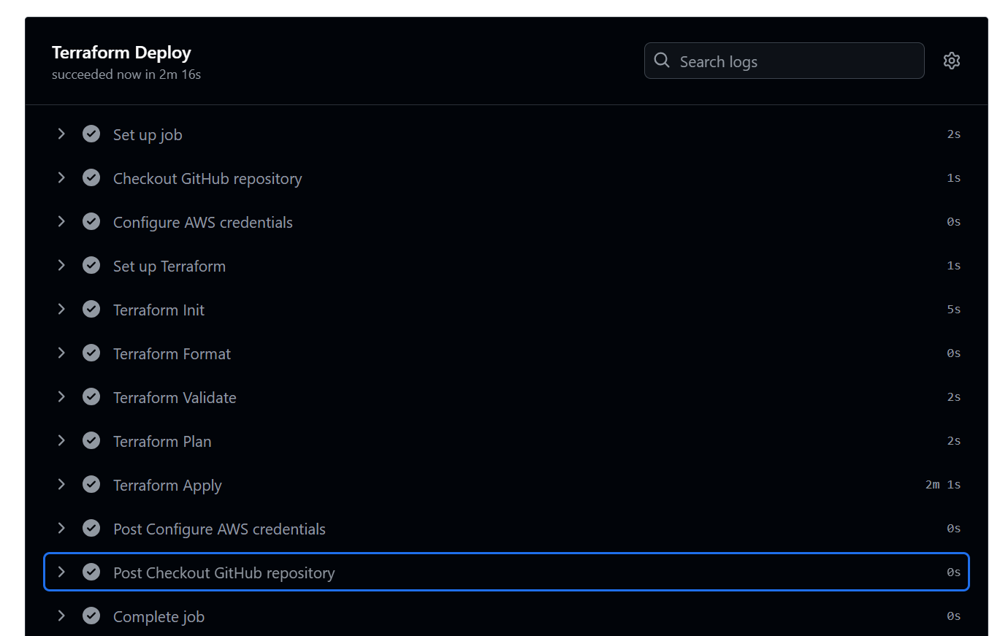 Terraform Deploy
succeeded now in 2m 16s
Search logs
Set up job 2s
Checkout GitHub repository 1s
Configure AWS credentials 0s
Set up Terraform 1s
Terraform Init 5s
Terraform Format 0s
Terraform Validate 2s
Terraform Plan 2s
Terraform Apply 2m 1s
Post Configure AWS credentials 0s
Post Checkout GitHub repository 0s
Complete job 0s